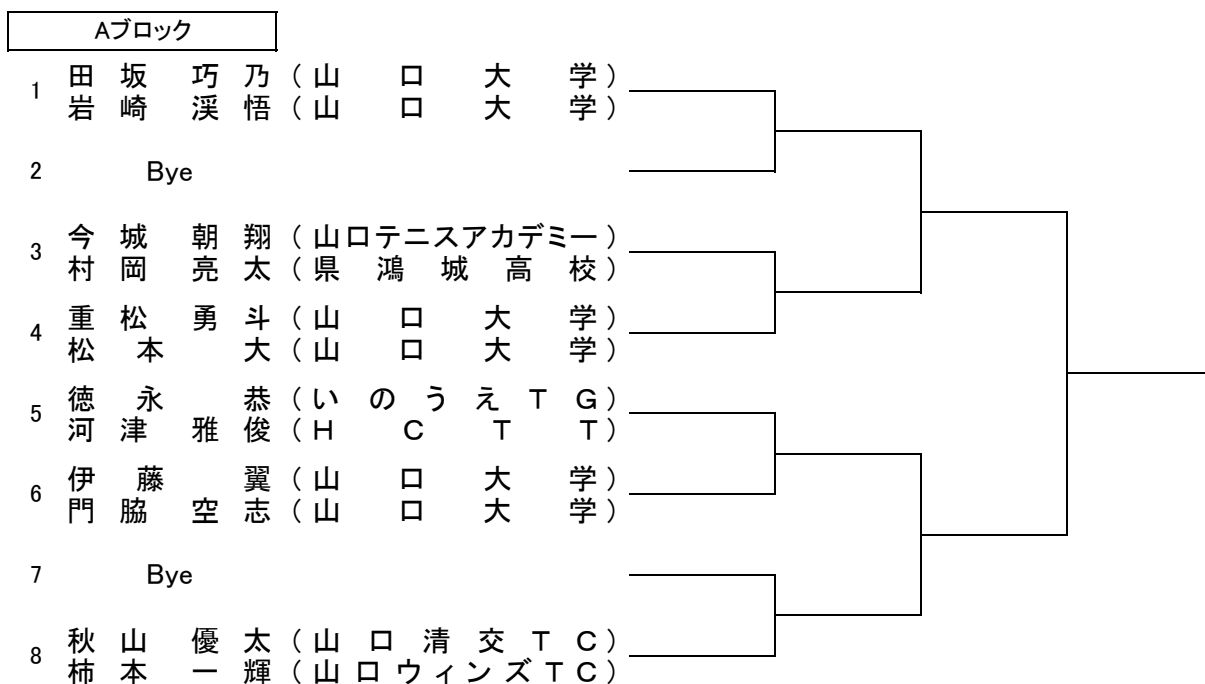 Aブロック
1 田坂 巧乃（山口大学）
岩崎 渓悟（山口大学）
2 Bye
3 今城 朝翔（山口テニスアカデミー）
村岡 亮太（県鴻城高校）
4 重松 勇斗（山口大学）
松本 大（山口大学）
5 徳永 恭（いのうえＴＧ）
河津 雅俊（ＨＣＴＴ）
6 伊藤 翼（山口大学）
門脇 空志（山口大学）
7 Bye
8 秋山 優太（山口清交ＴＣ）
柿本 一輝（山口ウィンズＴＣ）